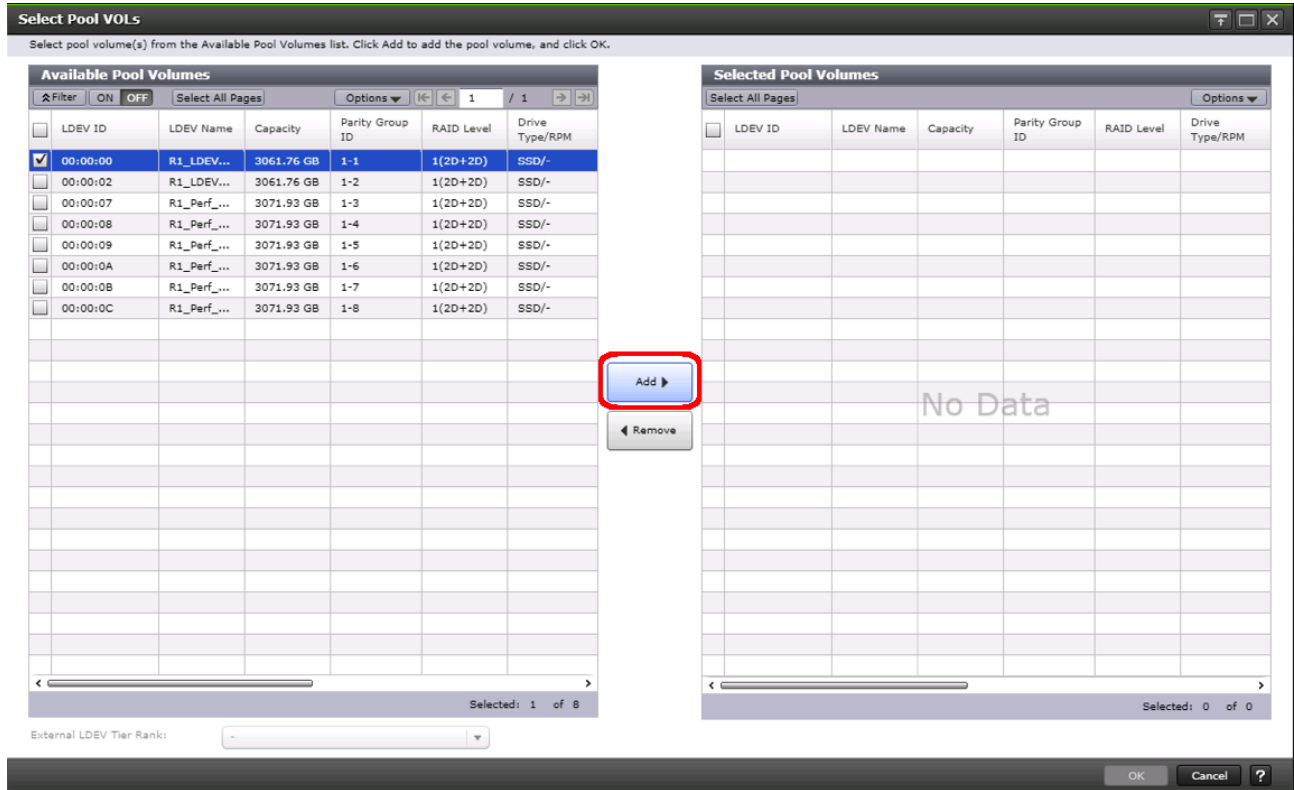 Select Pool VOLs
Select pool volume(s) from the Available Pool Volumes list. Click Add to add the pool volume, and click OK.
Available Pool Volumes
Filter ON OFF Select All Pages Options 1 / 1
LDEV ID LDEV Name Capacity Parity Group ID RAID Level Drive Type/RPM
00:00:00 R1_LDEV... 3061.76 GB 1-1 1(2D+2D) SSD/-
00:00:02 R1_LDEV... 3061.76 GB 1-2 1(2D+2D) SSD/-
00:00:07 R1_Perf_... 3071.93 GB 1-3 1(2D+2D) SSD/-
00:00:08 R1_Perf_... 3071.93 GB 1-4 1(2D+2D) SSD/-
00:00:09 R1_Perf_... 3071.93 GB 1-5 1(2D+2D) SSD/-
00:00:0A R1_Perf_... 3071.93 GB 1-6 1(2D+2D) SSD/-
00:00:0B R1_Perf_... 3071.93 GB 1-7 1(2D+2D) SSD/-
00:00:0C R1_Perf_... 3071.93 GB 1-8 1(2D+2D) SSD/-
Selected: 1 of 8
External LDEV Tier Rank: -
Add
Remove
Selected Pool Volumes
Select All Pages Options
LDEV ID LDEV Name Capacity Parity Group ID RAID Level Drive Type/RPM
No Data
Selected: 0 of 0
OK Cancel ?